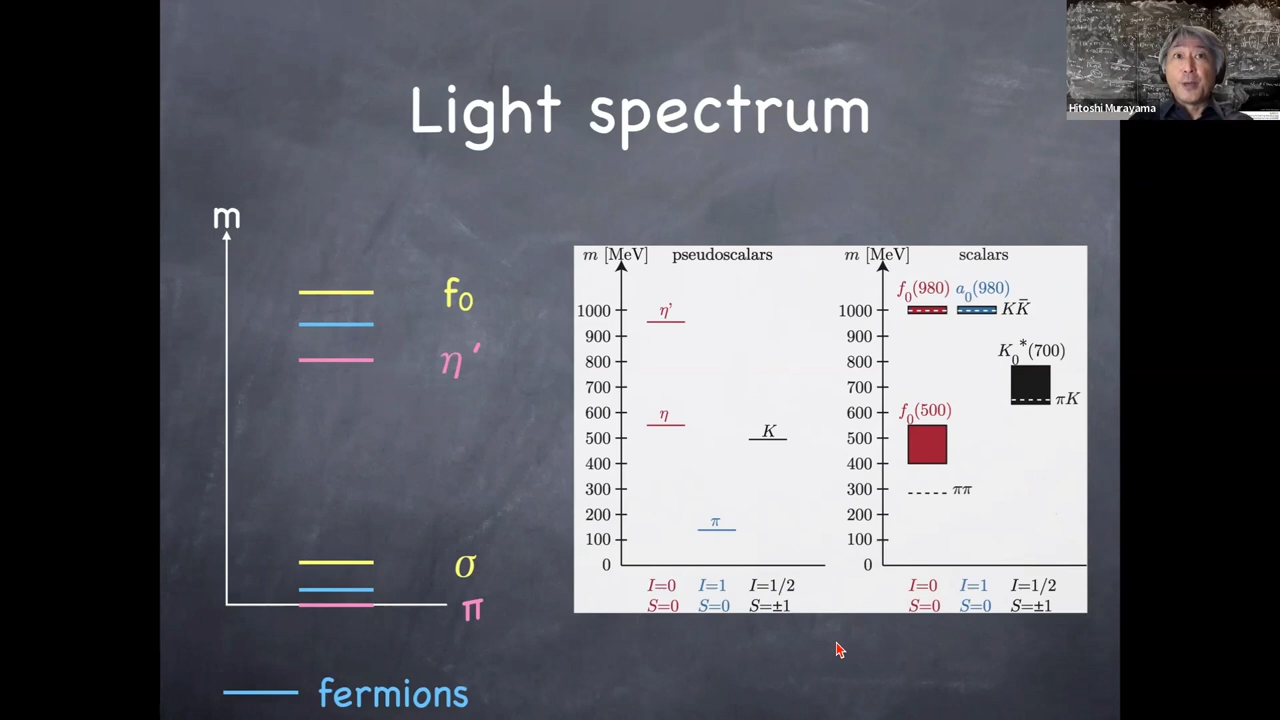 Hitoshi Murayama
Light spectrum
m
f₀
η′
σ
π
fermions
m [MeV] pseudoscalars
1000
900
800
700
600
500
400
300
200
100
0
η’
η
π
K
I=0 I=1 I=1/2
S=0 S=0 S=±1
m [MeV] scalars
1000
900
800
700
600
500
400
300
200
100
0
f₀(980) a₀(980)
KK̄
K₀*(700)
πK
f₀(500)
ππ
I=0 I=1 I=1/2
S=0 S=0 S=±1